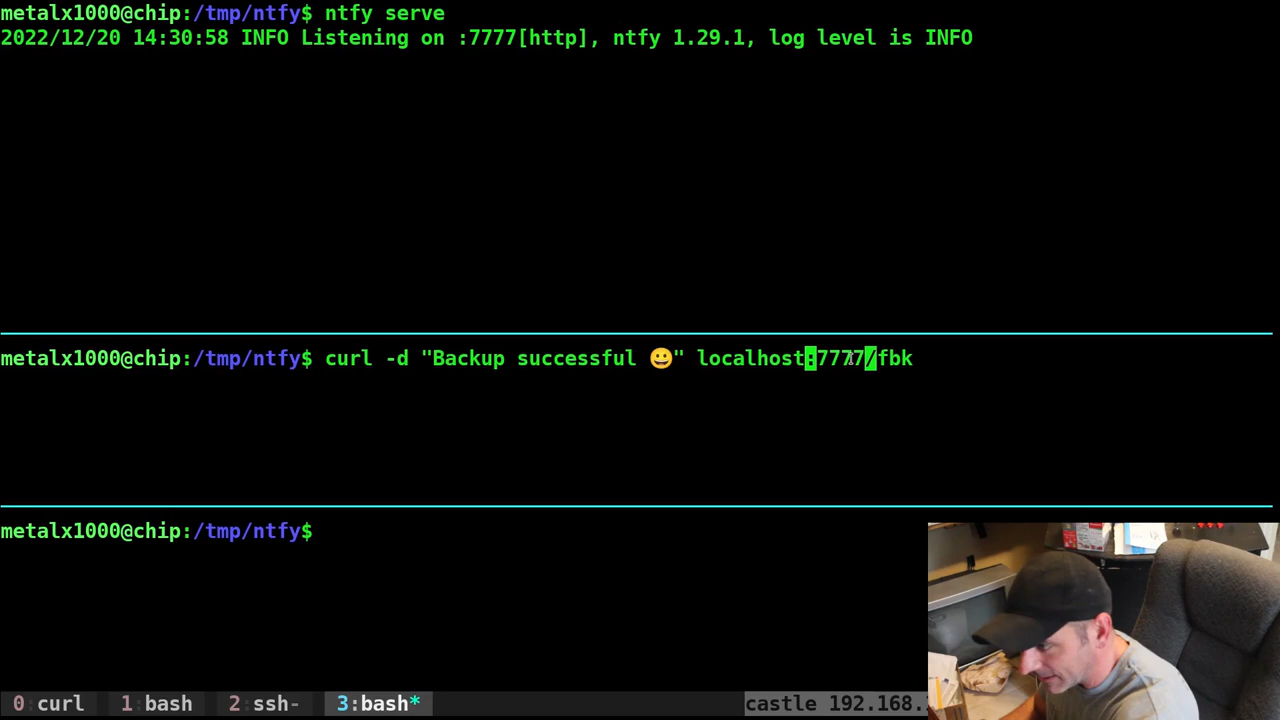 metalx1000@chip:/tmp/ntfy$ ntfy serve
2022/12/20 14:30:58 INFO Listening on :7777[http], ntfy 1.29.1, log level is INFO
metalx1000@chip:/tmp/ntfy$ curl -d "Backup successful 😀" localhost:7777/fbk
metalx1000@chip:/tmp/ntfy$
0:curl 1:bash 2:ssh- 3:bash* castle 192.168.